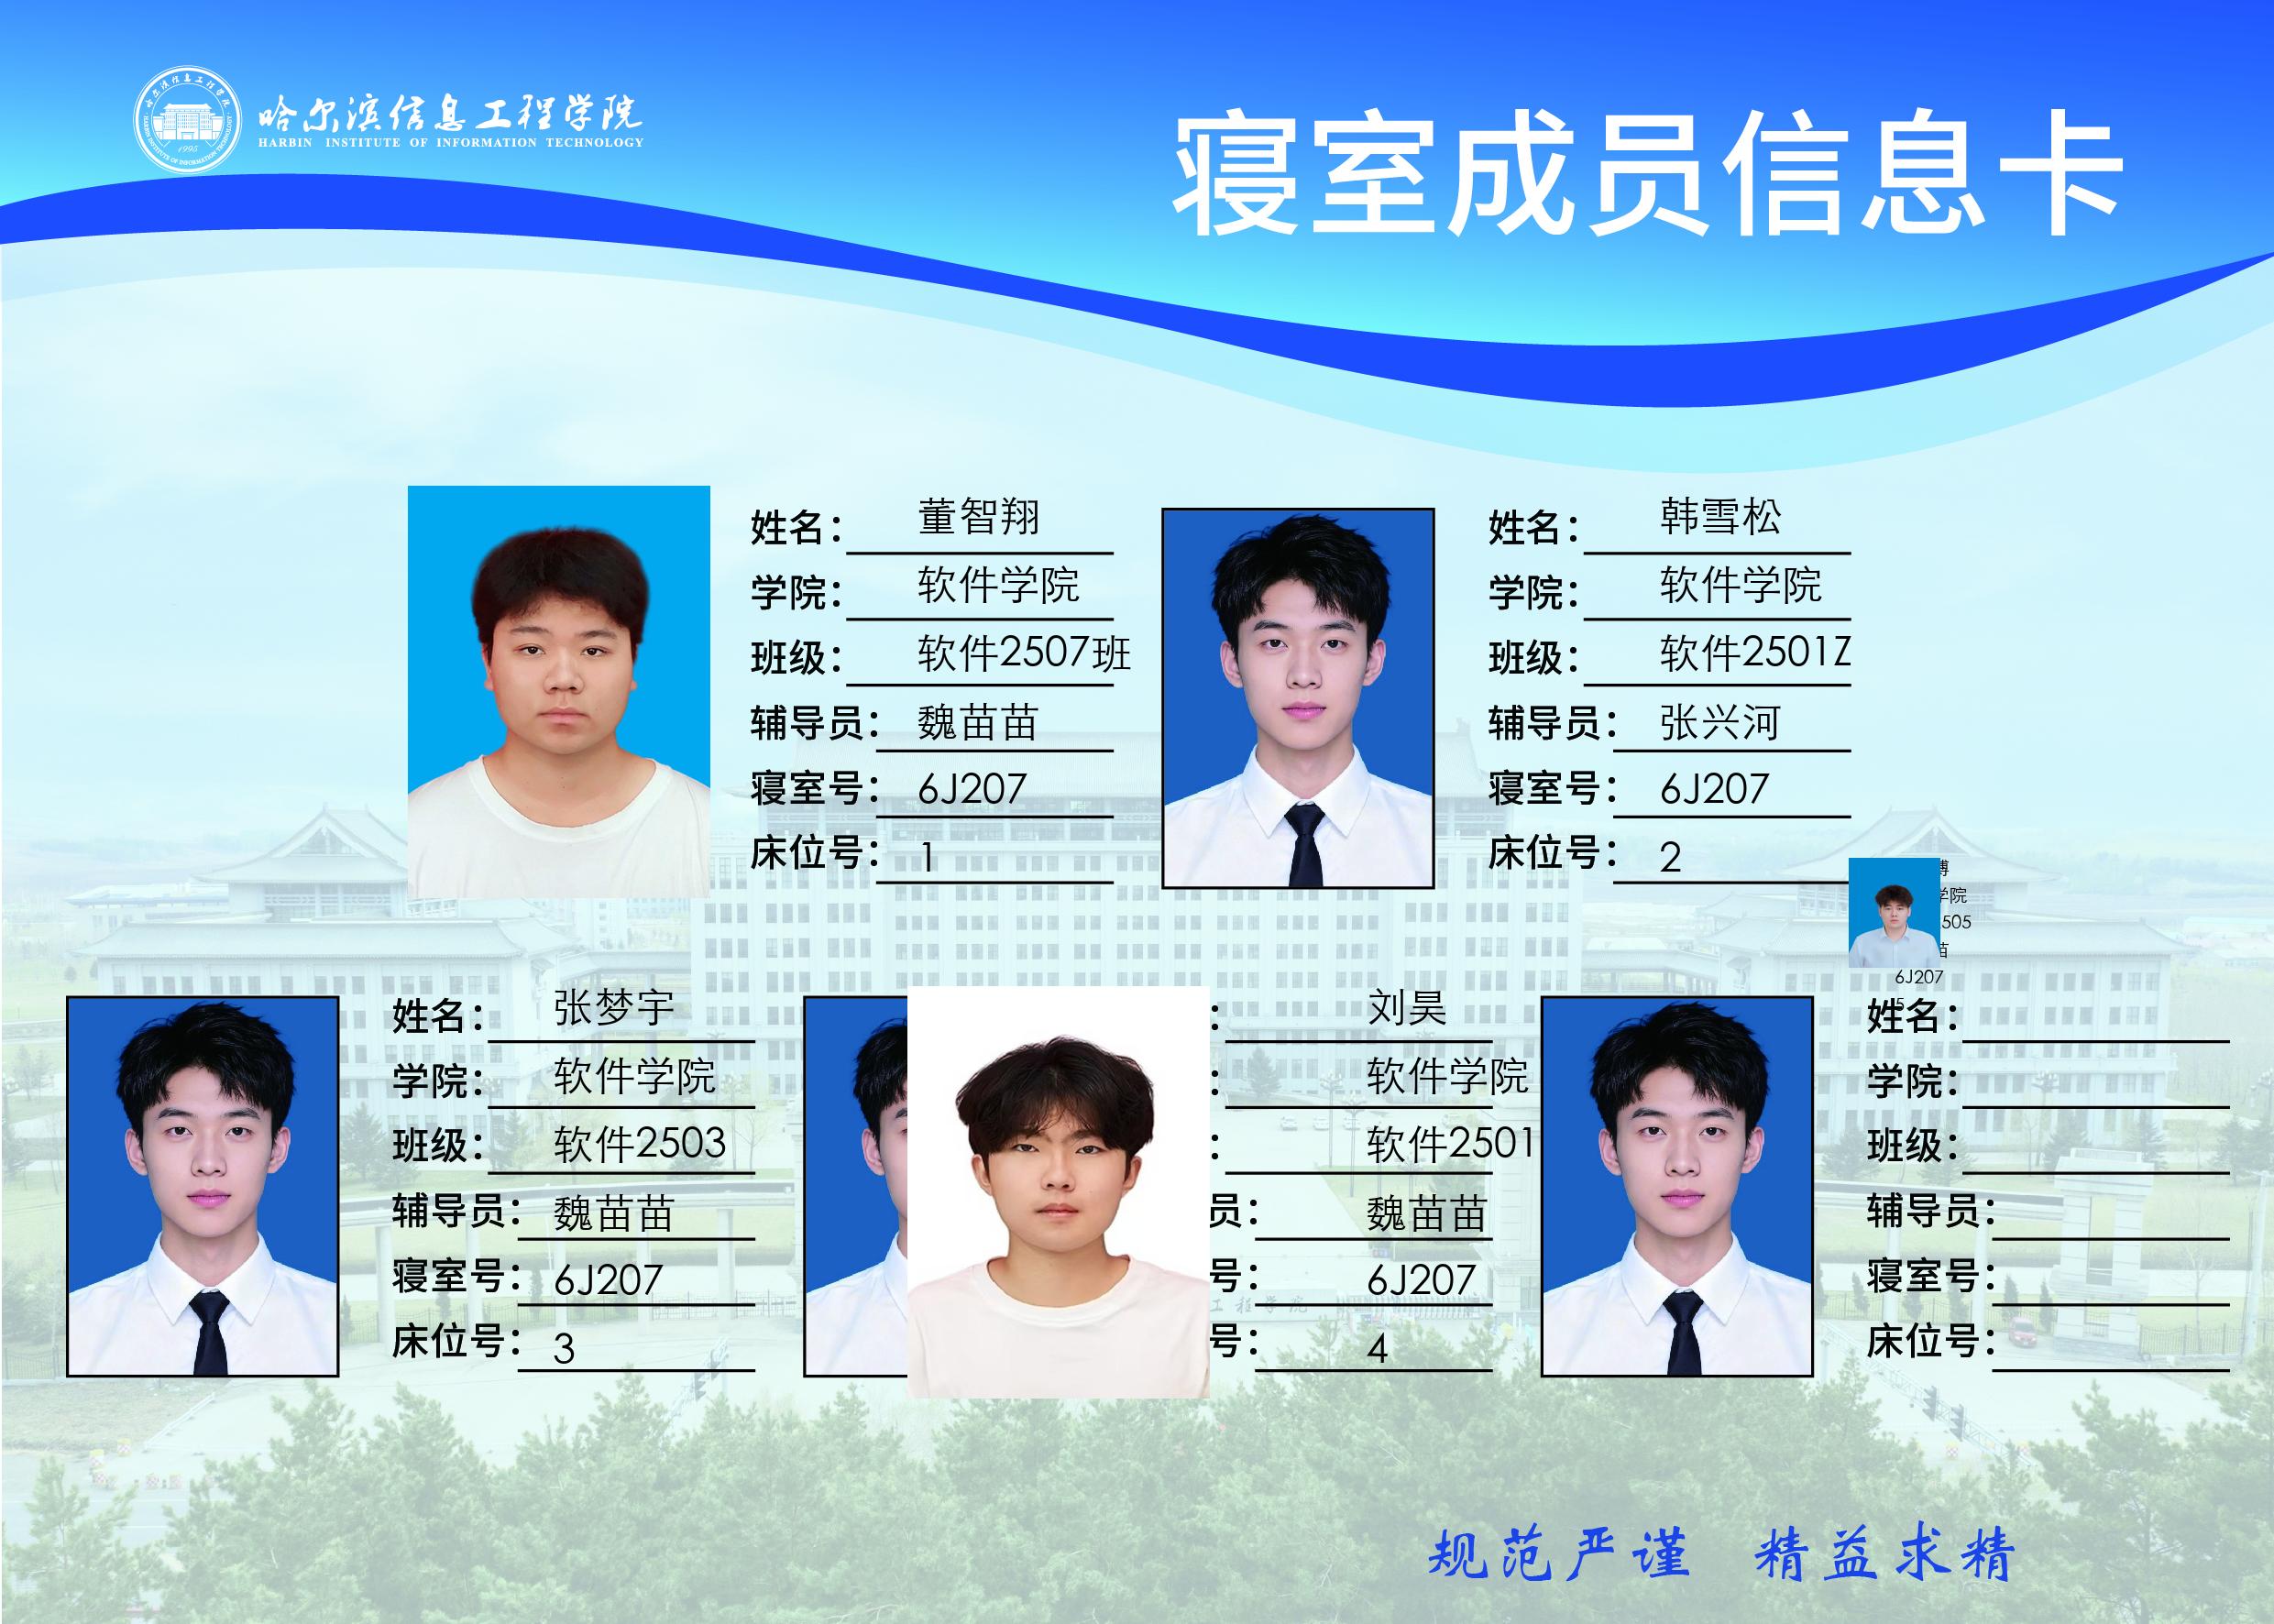 哈尔滨信息工程学院
HARBIN INSTITUTE OF INFORMATION TECHNOLOGY
1995
寝室成员信息卡
姓名： 董智翔
学院： 软件学院
班级： 软件2507班
辅导员： 魏苗苗
寝室号： 6J207
床位号： 1
姓名： 韩雪松
学院： 软件学院
班级： 软件2501Z
辅导员： 张兴河
寝室号： 6J207
床位号： 2
学院
505
苗
6J207
5
姓名： 张梦宇
学院： 软件学院
班级： 软件2503
辅导员： 魏苗苗
寝室号： 6J207
床位号： 3
： 刘昊
： 软件学院
： 软件2501
员： 魏苗苗
号： 6J207
号： 4
姓名：
学院：
班级：
辅导员：
寝室号：
床位号：
工程学院
规范严谨 精益求精